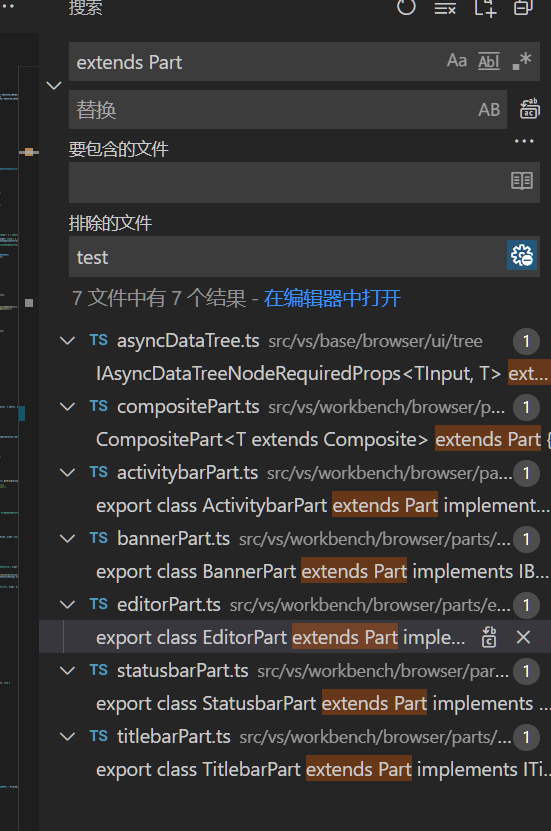 搜索
extends Part
Aa Abl .*
替换
AB
要包含的文件
排除的文件
test
7 文件中有 7 个结果 - 在编辑器中打开
TS asyncDataTree.ts src/vs/base/browser/ui/tree 1
IAsyncDataTreeNodeRequiredProps<TInput, T> ext...
TS compositePart.ts src/vs/workbench/browser/p... 1
CompositePart<T extends Composite> extends Part {
TS activitybarPart.ts src/vs/workbench/browser/pa... 1
export class ActivitybarPart extends Part implement...
TS bannerPart.ts src/vs/workbench/browser/parts/... 1
export class BannerPart extends Part implements IB...
TS editorPart.ts src/vs/workbench/browser/parts/e... 1
export class EditorPart extends Part imple...
TS statusbarPart.ts src/vs/workbench/browser/par... 1
export class StatusbarPart extends Part implements ...
TS titlebarPart.ts src/vs/workbench/browser/parts/... 1
export class TitlebarPart extends Part implements ITi...